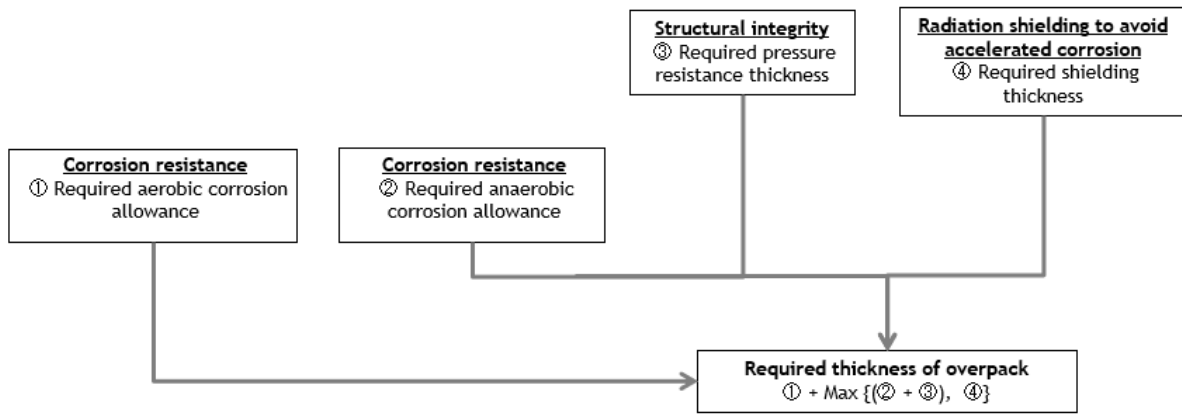 Structural integrity
③ Required pressure
resistance thickness
Radiation shielding to avoid
accelerated corrosion
④ Required shielding
thickness
Corrosion resistance
① Required aerobic corrosion
allowance
Corrosion resistance
② Required anaerobic
corrosion allowance
Required thickness of overpack
① + Max {(② + ③), ④}